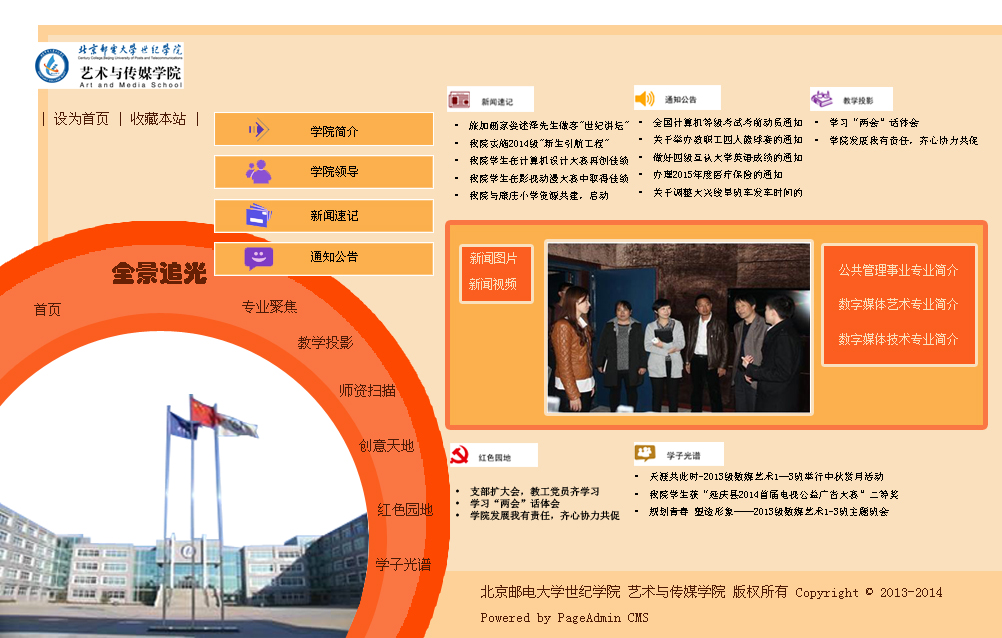 北京邮电大学世纪学院
Century College Beijing University of Posts and Telecommunications
艺术与传媒学院
Art and Media School
| 设为首页 | 收藏本站 |
学院简介
学院领导
新闻速记
通知公告
全景追光
首页
专业聚焦
教学投影
师资扫描
创意天地
红色园地
学子光谱
新闻速记
我院实施2014级"新生引航工程"
我院学生在计算机设计大赛再创佳绩
我院学生在影视动漫大赛中取得佳绩
我院与康庄小学资源共建，启动
通知公告
全国计算机等级考试考前动员通知
关于举办教职工四人篮球赛的通知
做好四级互认大学英语成绩的通知
办理2015年度医疗保险的通知
关于调整大兴线早班车发车时间的
教学投影
学习“两会”话体会
学院发展我有责任，齐心协力共促
新闻图片
新闻视频
公共管理事业专业简介
数字媒体艺术专业简介
数字媒体技术专业简介
红色园地
支部扩大会，教工党员齐学习
学习“两会”话体会
学院发展我有责任，齐心协力共促
学子光谱
天涯共此时-2013级数媒艺术1—3班举行中秋赏月活动
我院学生获“延庆县2014首届电视公益广告大赛”二等奖
规划青春 塑造形象——2013级数媒艺术1-3班主题班会
北京邮电大学世纪学院 艺术与传媒学院 版权所有 Copyright © 2013-2014
Powered by PageAdmin CMS